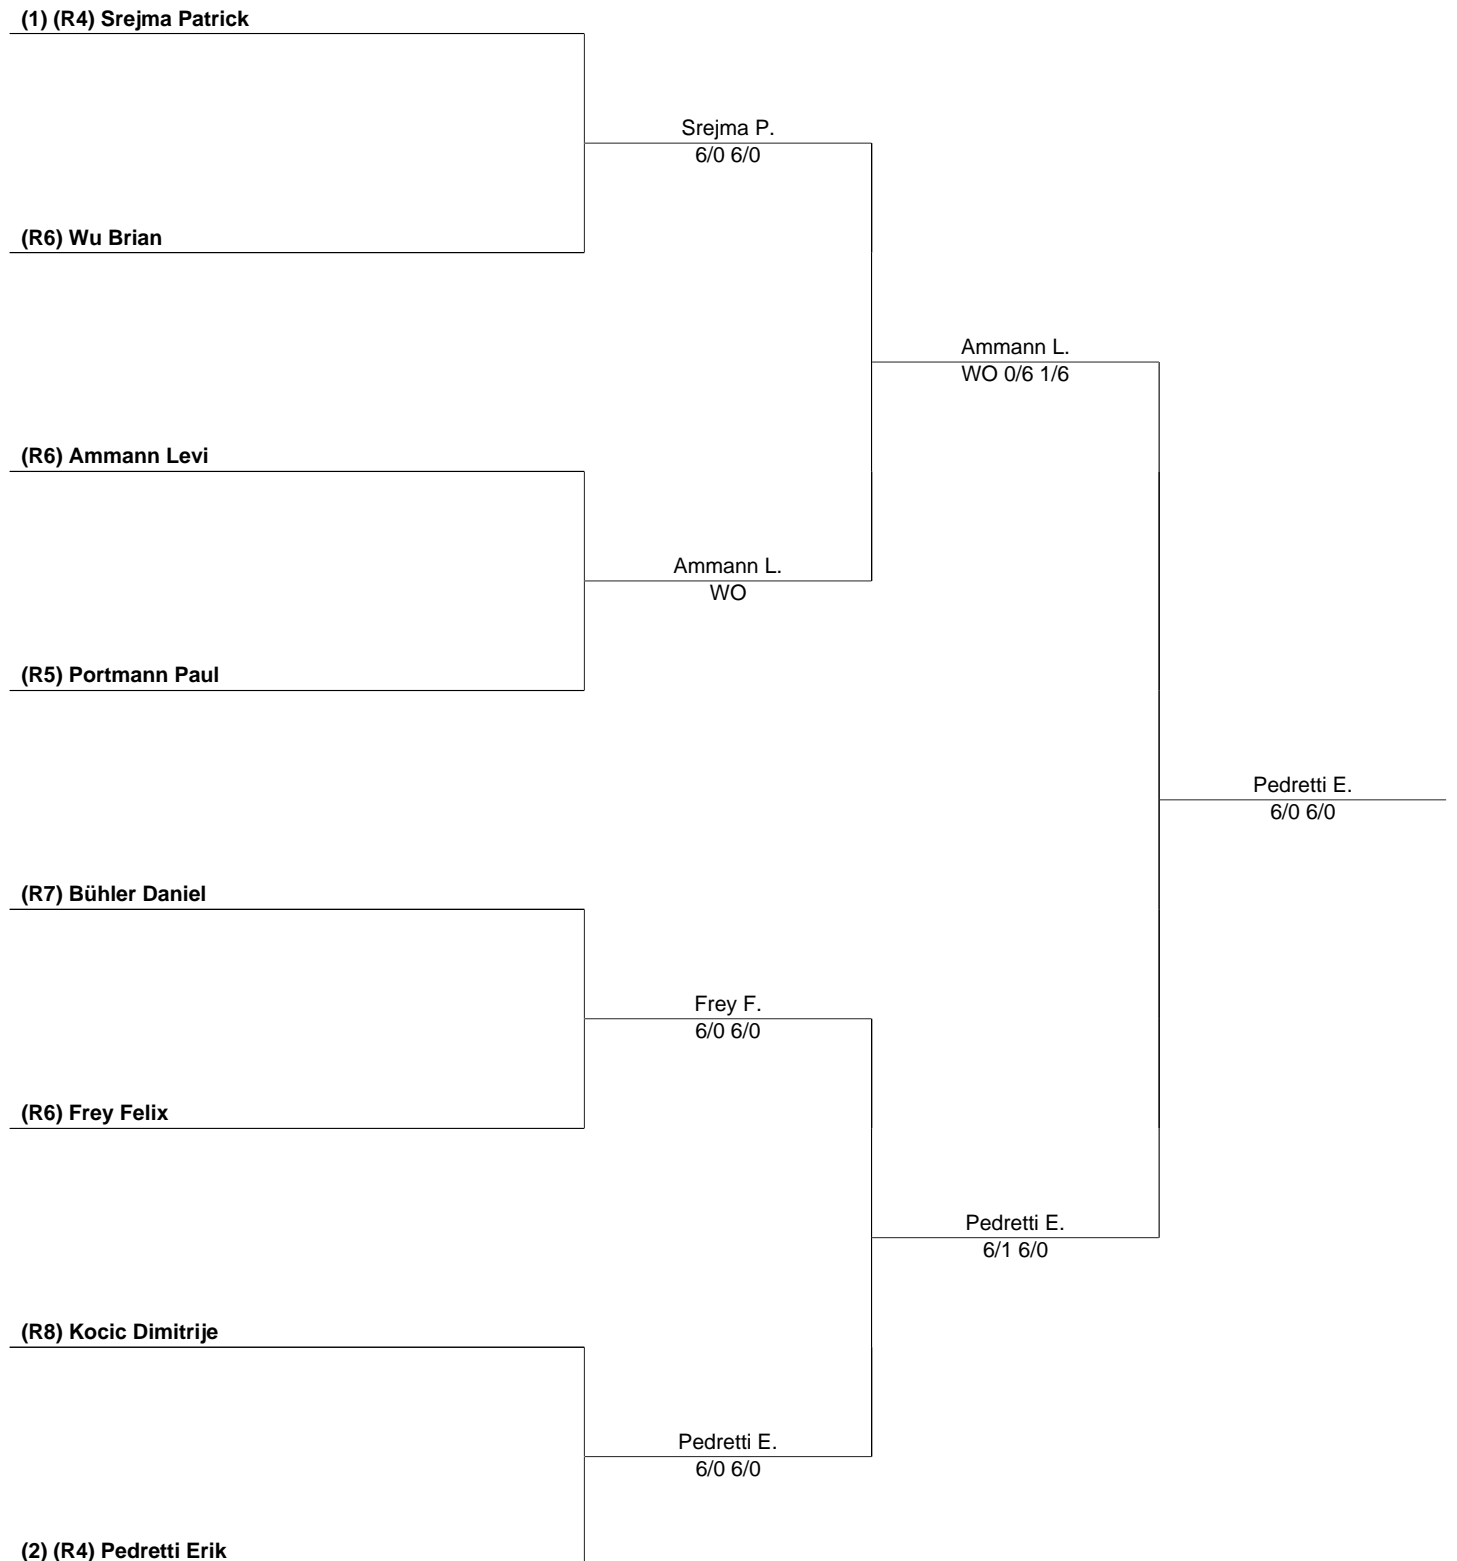 (1) (R4) Srejma Patrick
Srejma P.
6/0 6/0
(R6) Wu Brian
Ammann L.
WO 0/6 1/6
(R6) Ammann Levi
Ammann L.
WO
(R5) Portmann Paul
Pedretti E.
6/0 6/0
(R7) Bühler Daniel
Frey F.
6/0 6/0
(R6) Frey Felix
Pedretti E.
6/1 6/0
(R8) Kocic Dimitrije
Pedretti E.
6/0 6/0
(2) (R4) Pedretti Erik